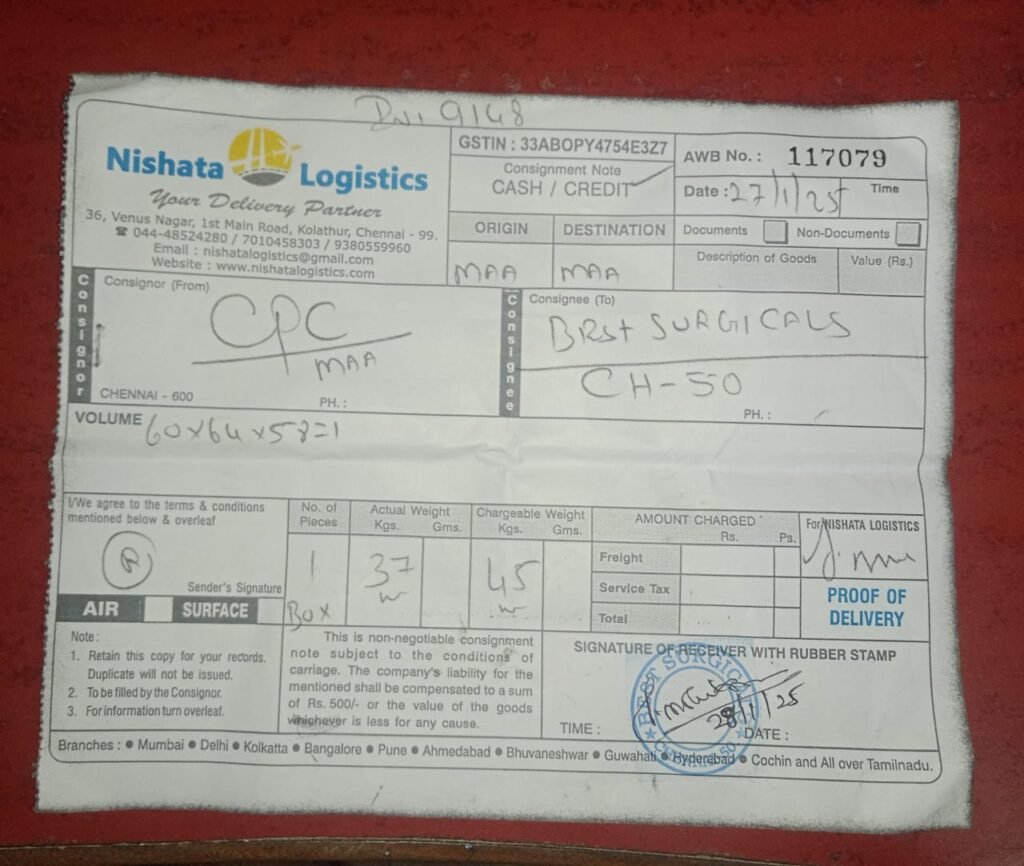 9148
Nishata Logistics
Your Delivery Partner
36, Venus Nagar, 1st Main Road, Kolathur, Chennai - 99.
☎ 044-48524280 / 7010458303 / 9380559960
Email : nishatalogistics@gmail.com
Website : www.nishatalogistics.com
GSTIN : 33ABOPY4754E3Z7
Consignment Note
CASH / CREDIT
ORIGIN DESTINATION
MAA MAA
AWB No. : 117079
Date : 27/1/25 Time
Documents Non-Documents
Description of Goods Value (Rs.)
Consignor
Consignor (From)
CPC
MAA
CHENNAI - 600 PH. :
Consignee
Consignee (To)
BRST SURGICALS
CH-50
PH. :
VOLUME 60x64x58=1
I/We agree to the terms & conditions
mentioned below & overleaf
R
Sender's Signature
AIR SURFACE
No. of
Pieces
1
Box
Actual Weight
Kgs. Gms.
37
Chargeable Weight
Kgs. Gms.
45
AMOUNT CHARGED
Rs. Ps.
Freight
Service Tax
Total
For NISHATA LOGISTICS
PROOF OF
DELIVERY
Note :
1. Retain this copy for your records.
Duplicate will not be issued.
2. To be filled by the Consignor.
3. For information turn overleaf.
This is non-negotiable consignment
note subject to the conditions of
carriage. The company's liability for the
mentioned shall be compensated to a sum
of Rs. 500/- or the value of the goods
whichever is less for any cause.
SIGNATURE OF RECEIVER WITH RUBBER STAMP
28/1/25
TIME : DATE :
Branches : ● Mumbai ● Delhi ● Kolkatta ● Bangalore ● Pune ● Ahmedabad ● Bhuvaneshwar ● Guwahati ● Hyderabad ● Cochin and All over Tamilnadu.